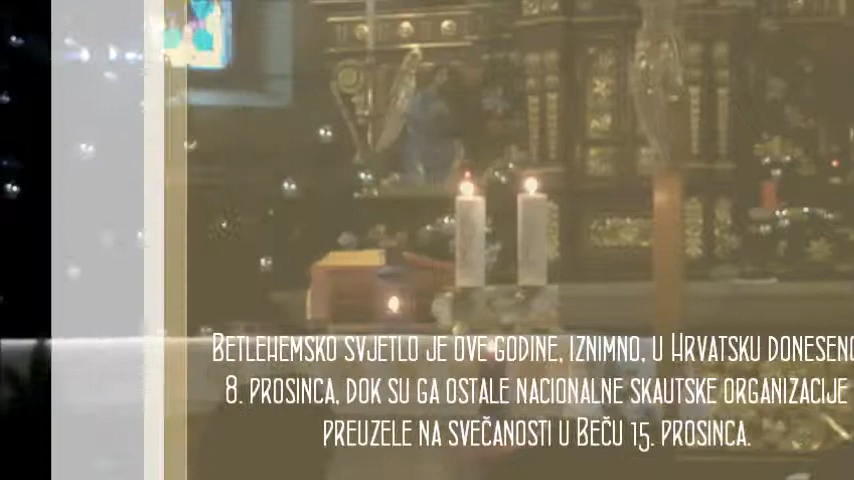 Betlehemsko svjetlo je ove godine, iznimno, u Hrvatsku doneseno
8. prosinca, dok su ga ostale nacionalne skautske organizacije
preuzele na svečanosti u Beču 15. prosinca.